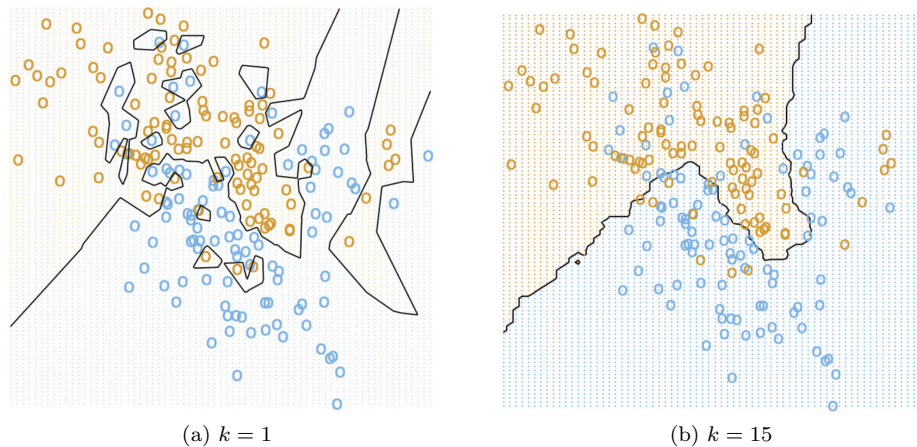 (a) k = 1
(b) k = 15